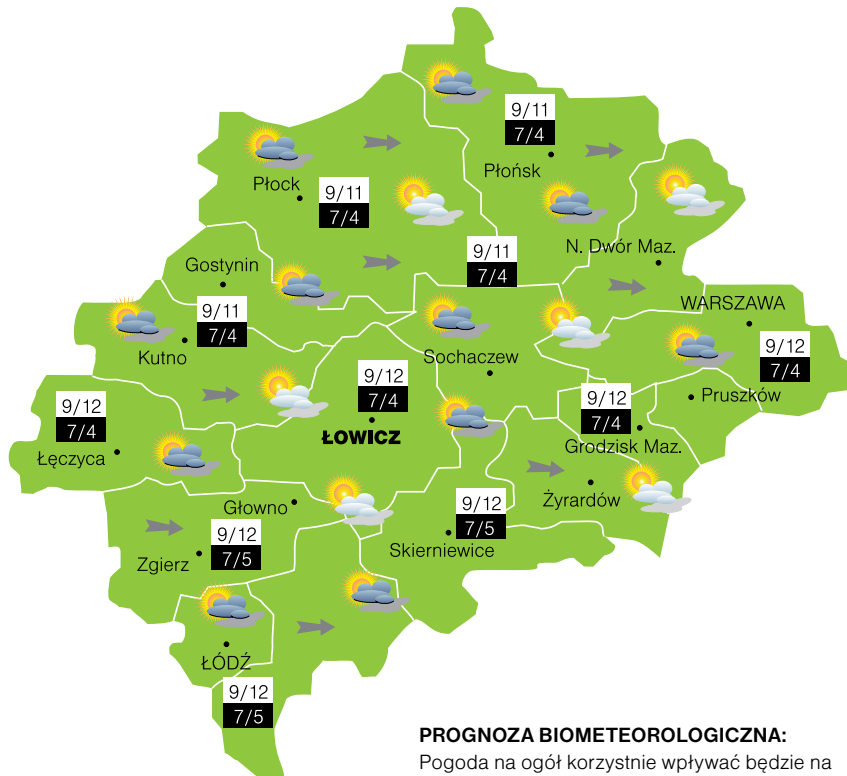 9/11
7/4
Płońsk
Płock
9/11
7/4
N. Dwór Maz.
9/11
7/4
Gostynin
WARSZAWA
9/11
7/4
Kutno
Sochaczew
9/12
7/4
9/12
7/4
ŁOWICZ
Pruszków
9/12
7/4
Łęczyca
9/12
7/4
Grodzisk Maz.
Żyrardów
Głowno
9/12
7/5
Skierniewice
9/12
7/5
Zgierz
ŁÓDŹ
9/12
7/5
PROGNOZA BIOMETEOROLOGICZNA:
Pogoda na ogół korzystnie wpływać będzie na